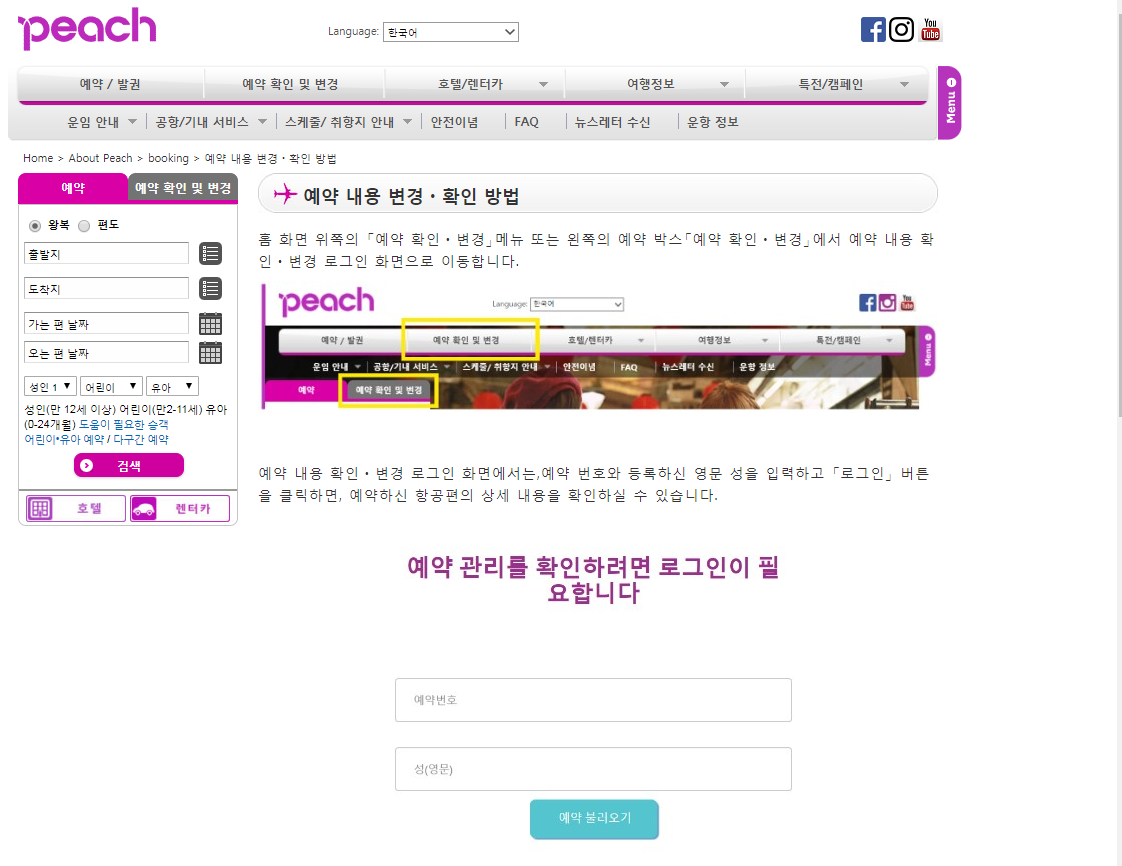 peach
Language: 한국어
You
Tube
예약 / 발권 예약 확인 및 변경 호텔/렌터카 여행정보 특전/캠페인
Menu
운임 안내 공항/기내 서비스 스케줄/ 취항지 안내 안전이념 FAQ 뉴스레터 수신 운항 정보
Home > About Peach > booking > 예약 내용 변경・확인 방법
예약 예약 확인 및 변경
왕복 편도
출발지
도착지
가는 편 날짜
오는 편 날짜
성인 1 어린이 유아
성인(만 12세 이상) 어린이(만2-11세) 유아
(0-24개월) 도움이 필요한 승객
어린이•유아 예약 / 다구간 예약
검색
호텔 렌터카
예약 내용 변경・확인 방법
홈 화면 위쪽의 「예약 확인・변경」메뉴 또는 왼쪽의 예약 박스「예약 확인・변경」에서 예약 내용 확
인・변경 로그인 화면으로 이동합니다.
peach
Language: 한국어
You
Tube
예약 / 발권 예약 확인 및 변경 호텔/렌터카 여행정보 특전/캠페인
Menu
운임 안내 공항/기내 서비스 스케줄/ 취항지 안내 안전이념 FAQ 뉴스레터 수신 운항 정보
예약 예약 확인 및 변경
예약 내용 확인・변경 로그인 화면에서는,예약 번호와 등록하신 영문 성을 입력하고 「로그인」 버튼
을 클릭하면, 예약하신 항공편의 상세 내용을 확인하실 수 있습니다.
예약 관리를 확인하려면 로그인이 필
요합니다
예약번호
성(영문)
예약 불러오기